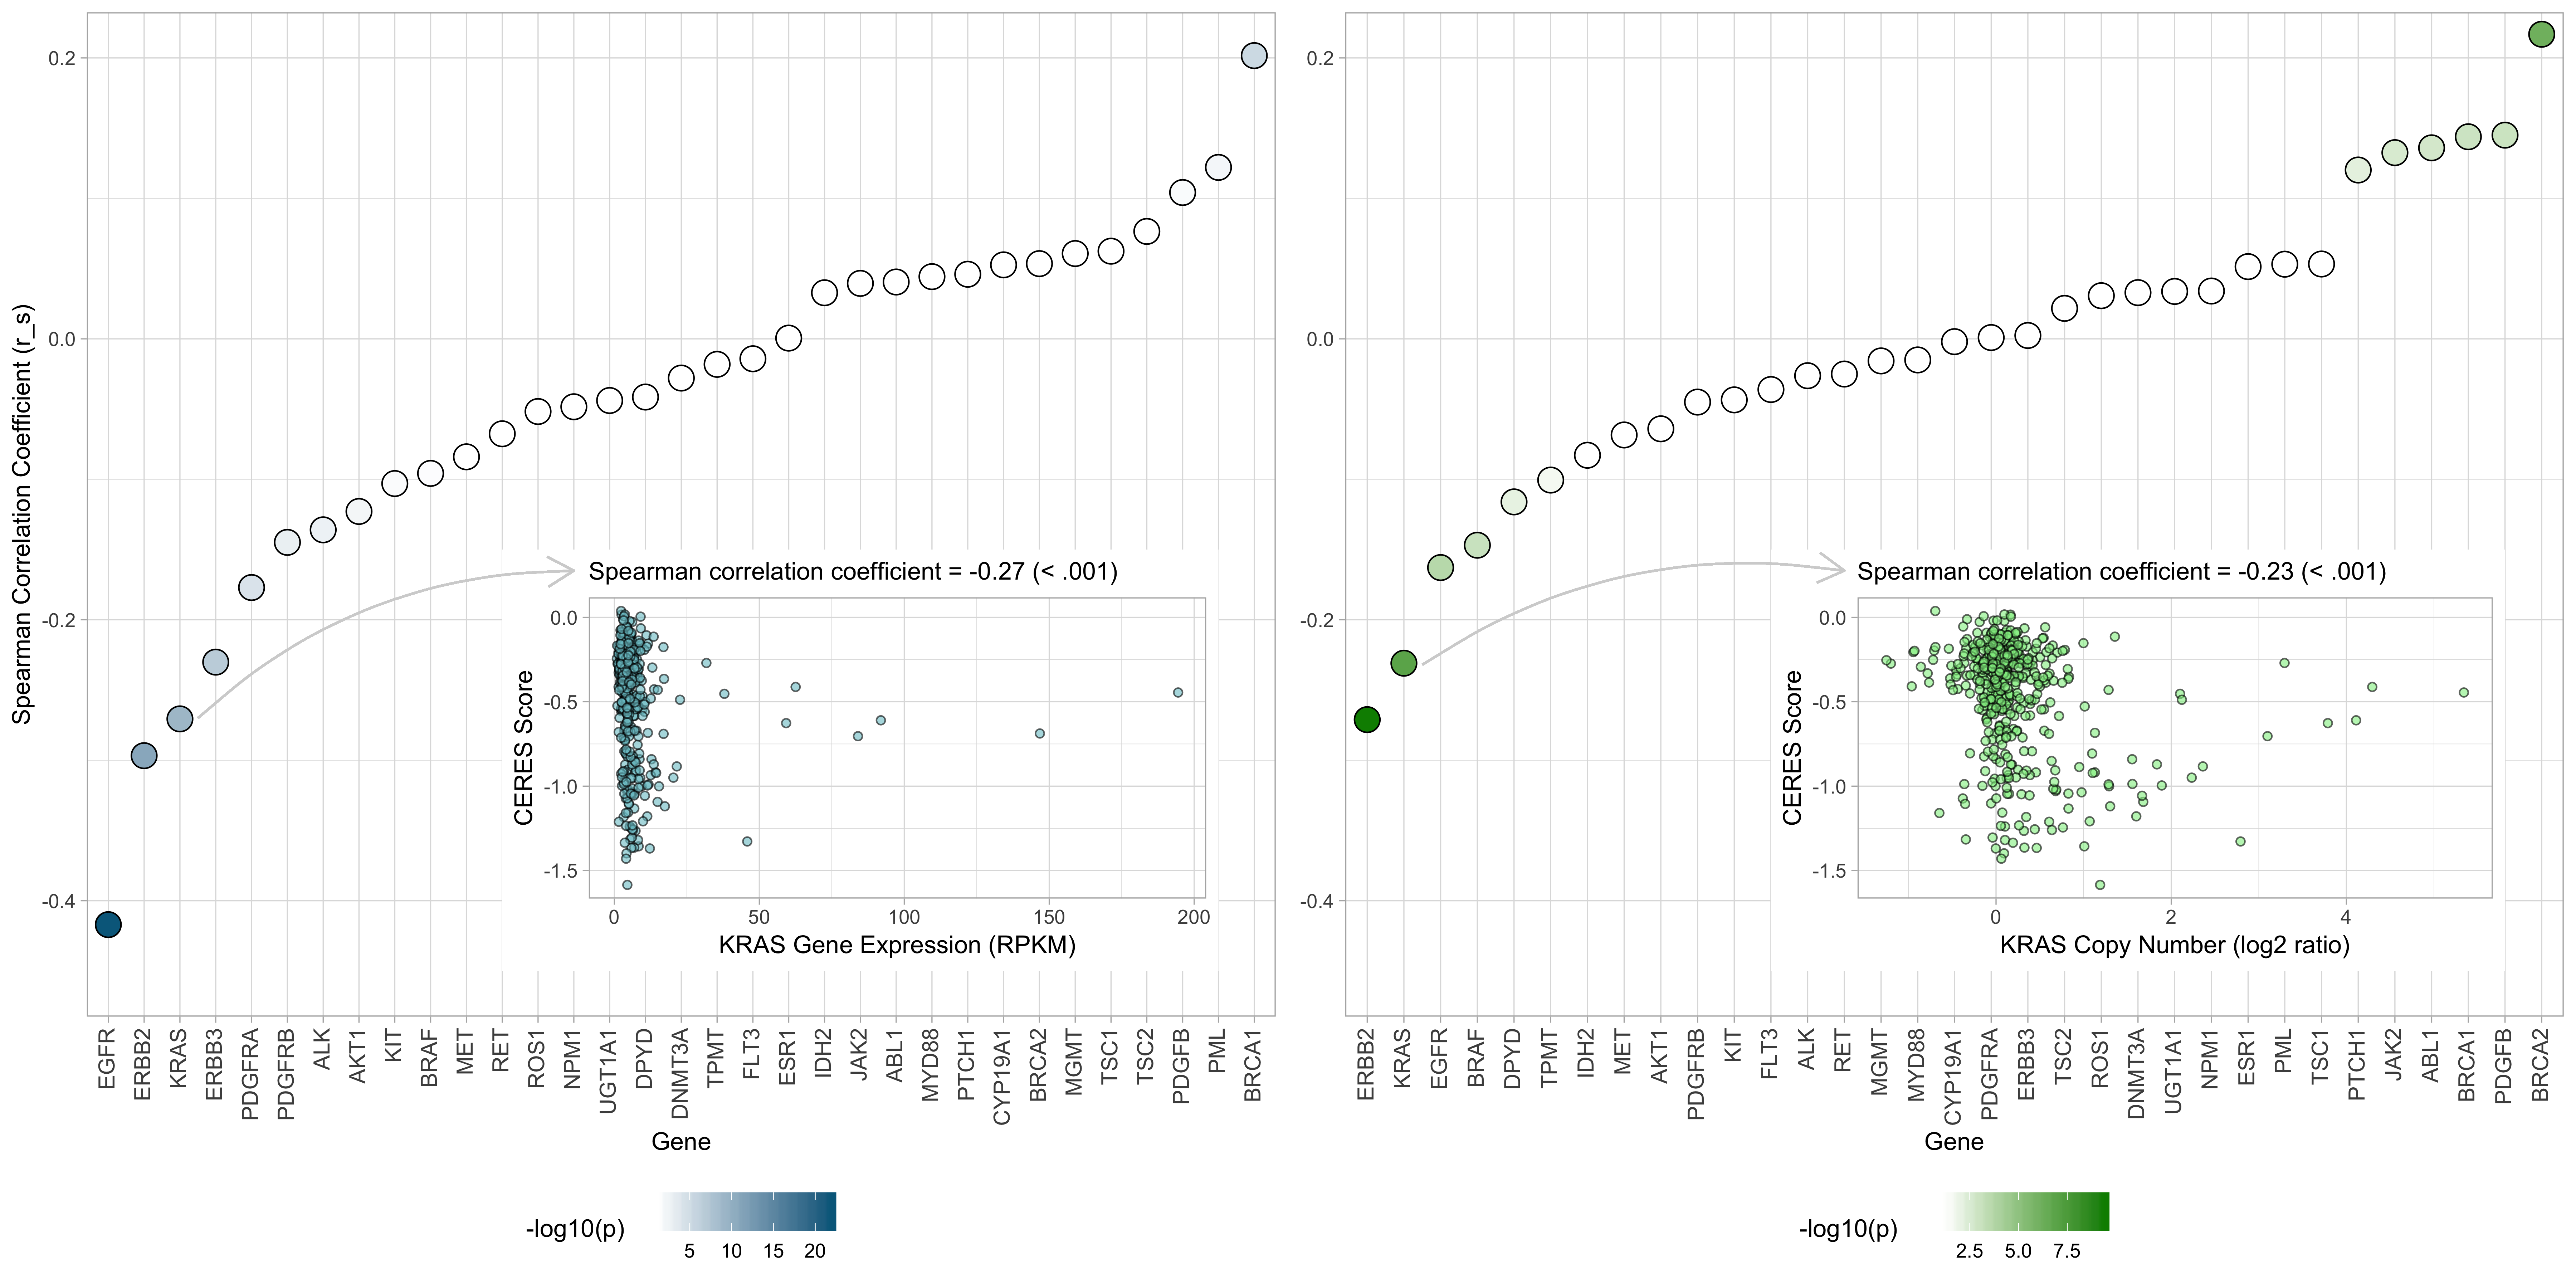 Spearman Correlation Coefficient (r_s)
0.2
0.0
-0.2
-0.4
Spearman correlation coefficient = -0.27 (< .001)
CERES Score
0.0
-0.5
-1.0
-1.5
0 50 100 150 200
KRAS Gene Expression (RPKM)
EGFR ERBB2 KRAS ERBB3 PDGFRA PDGFRB ALK AKT1 KIT BRAF MET RET ROS1 NPM1 UGT1A1 DPYD DNMT3A TPMT FLT3 ESR1 IDH2 JAK2 ABL1 MYD88 PTCH1 CYP19A1 BRCA2 MGMT TSC1 TSC2 PDGFB PML BRCA1
Gene
-log10(p)
5 10 15 20
0.2
0.0
-0.2
-0.4
Spearman correlation coefficient = -0.23 (< .001)
CERES Score
0.0
-0.5
-1.0
-1.5
0 2 4
KRAS Copy Number (log2 ratio)
ERBB2 KRAS EGFR BRAF DPYD TPMT IDH2 MET AKT1 PDGFRB KIT FLT3 ALK RET MGMT MYD88 CYP19A1 PDGFRA ERBB3 TSC2 ROS1 DNMT3A UGT1A1 NPM1 ESR1 PML TSC1 PTCH1 JAK2 ABL1 BRCA1 PDGFB BRCA2
Gene
-log10(p)
2.5 5.0 7.5